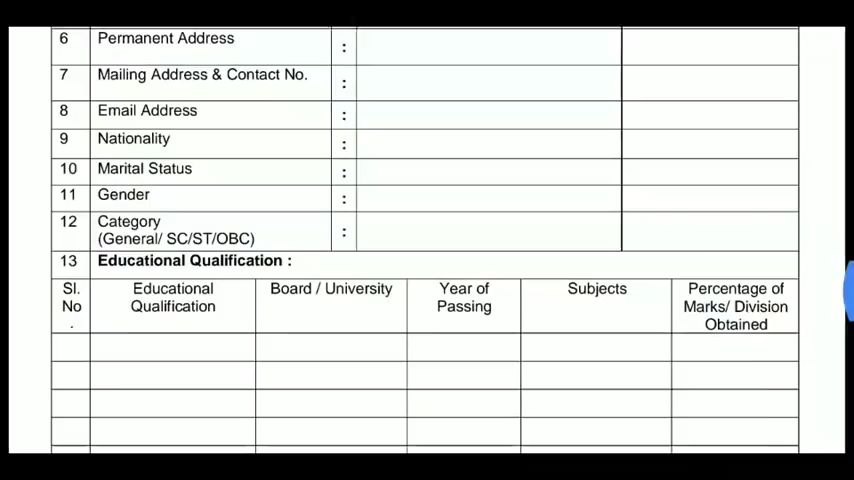 6 Permanent Address :
7 Mailing Address & Contact No. :
8 Email Address :
9 Nationality :
10 Marital Status :
11 Gender :
12 Category
(General/ SC/ST/OBC) :
13 Educational Qualification :
Sl. Educational Board / University Year of Subjects Percentage of
No Qualification Passing Marks/ Division
. Obtained